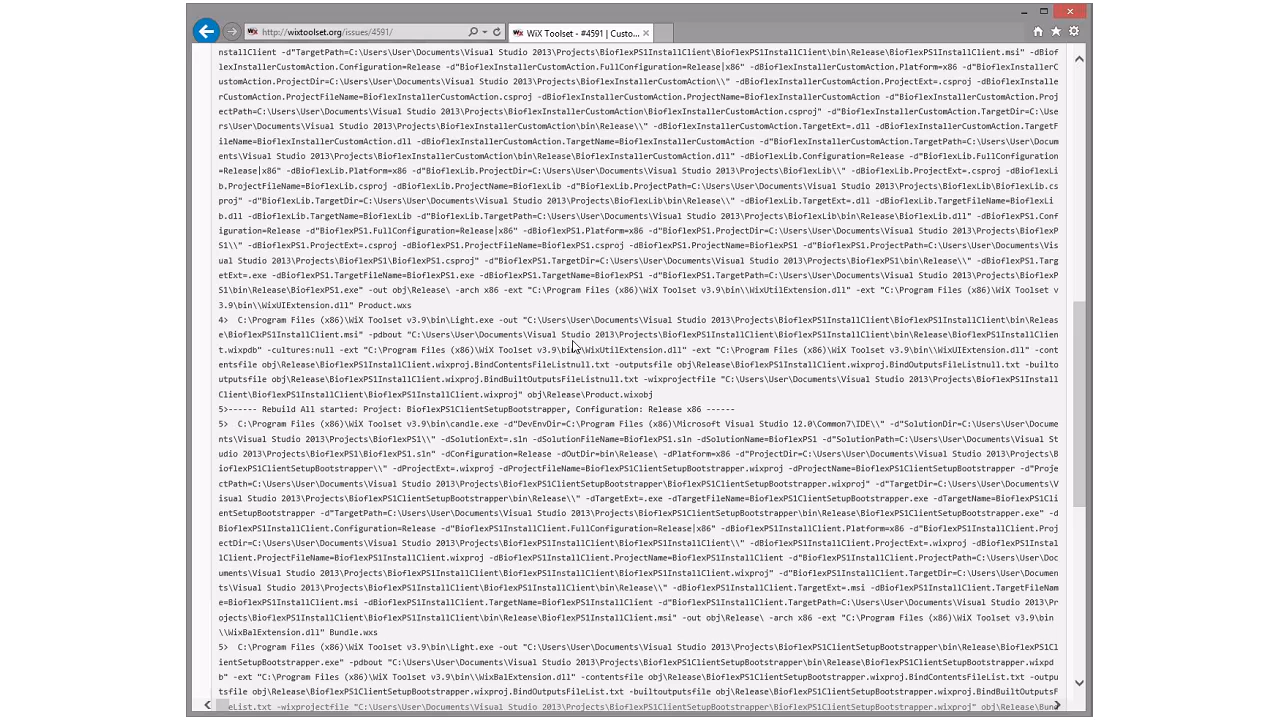 http://wixtoolset.org/issues/4591/
WiX Toolset - #4591 | Custo...
nstallClient -d"TargetPath=C:\Users\User\Documents\Visual Studio 2013\Projects\BioflexPS1InstallClient\BioflexPS1InstallClient\bin\Release\BioflexPS1InstallClient.msi" -dBiof
lexInstallerCustomAction.Configuration=Release -d"BioflexInstallerCustomAction.FullConfiguration=Release|x86" -dBioflexInstallerCustomAction.Platform=x86 -d"BioflexInstallerC
ustomAction.ProjectDir=C:\Users\User\Documents\Visual Studio 2013\Projects\BioflexInstallerCustomAction\\" -dBioflexInstallerCustomAction.ProjectExt=.csproj -dBioflexInstalle
rCustomAction.ProjectFileName=BioflexInstallerCustomAction.csproj -dBioflexInstallerCustomAction.ProjectName=BioflexInstallerCustomAction -d"BioflexInstallerCustomAction.Proj
ectPath=C:\Users\User\Documents\Visual Studio 2013\Projects\BioflexInstallerCustomAction\BioflexInstallerCustomAction.csproj" -d"BioflexInstallerCustomAction.TargetDir=C:\Use
rs\User\Documents\Visual Studio 2013\Projects\BioflexInstallerCustomAction\bin\Release\\" -dBioflexInstallerCustomAction.TargetExt=.dll -dBioflexInstallerCustomAction.TargetF
ileName=BioflexInstallerCustomAction.dll -dBioflexInstallerCustomAction.TargetName=BioflexInstallerCustomAction -d"BioflexInstallerCustomAction.TargetPath=C:\Users\User\Docum
ents\Visual Studio 2013\Projects\BioflexInstallerCustomAction\bin\Release\BioflexInstallerCustomAction.dll" -dBioflexLib.Configuration=Release -d"BioflexLib.FullConfiguration
=Release|x86" -dBioflexLib.Platform=x86 -d"BioflexLib.ProjectDir=C:\Users\User\Documents\Visual Studio 2013\Projects\BioflexLib\\" -dBioflexLib.ProjectExt=.csproj -dBioflexLi
b.ProjectFileName=BioflexLib.csproj -dBioflexLib.ProjectName=BioflexLib -d"BioflexLib.ProjectPath=C:\Users\User\Documents\Visual Studio 2013\Projects\BioflexLib\BioflexLib.cs
proj" -d"BioflexLib.TargetDir=C:\Users\User\Documents\Visual Studio 2013\Projects\BioflexLib\bin\Release\\" -dBioflexLib.TargetExt=.dll -dBioflexLib.TargetFileName=BioflexLi
b.dll -dBioflexLib.TargetName=BioflexLib -d"BioflexLib.TargetPath=C:\Users\User\Documents\Visual Studio 2013\Projects\BioflexLib\bin\Release\BioflexLib.dll" -dBioflexPS1.Conf
iguration=Release -d"BioflexPS1.FullConfiguration=Release|x86" -dBioflexPS1.Platform=x86 -d"BioflexPS1.ProjectDir=C:\Users\User\Documents\Visual Studio 2013\Projects\BioflexP
S1\\" -dBioflexPS1.ProjectExt=.csproj -dBioflexPS1.ProjectFileName=BioflexPS1.csproj -dBioflexPS1.ProjectName=BioflexPS1 -d"BioflexPS1.ProjectPath=C:\Users\User\Documents\Vis
ual Studio 2013\Projects\BioflexPS1\BioflexPS1.csproj" -d"BioflexPS1.TargetDir=C:\Users\User\Documents\Visual Studio 2013\Projects\BioflexPS1\bin\Release\\" -dBioflexPS1.Targ
etExt=.exe -dBioflexPS1.TargetFileName=BioflexPS1.exe -dBioflexPS1.TargetName=BioflexPS1 -d"BioflexPS1.TargetPath=C:\Users\User\Documents\Visual Studio 2013\Projects\BioflexP
S1\bin\Release\BioflexPS1.exe" -out obj\Release\ -arch x86 -ext "C:\Program Files (x86)\WiX Toolset v3.9\bin\\WixUtilExtension.dll" -ext "C:\Program Files (x86)\WiX Toolset v
3.9\bin\\WixUIExtension.dll" Product.wxs
4>  C:\Program Files (x86)\WiX Toolset v3.9\bin\Light.exe -out "C:\Users\User\Documents\Visual Studio 2013\Projects\BioflexPS1InstallClient\BioflexPS1InstallClient\bin\Releas
e\BioflexPS1InstallClient.msi" -pdbout "C:\Users\User\Documents\Visual Studio 2013\Projects\BioflexPS1InstallClient\BioflexPS1InstallClient\bin\Release\BioflexPS1InstallClien
t.wixpdb" -cultures:null -ext "C:\Program Files (x86)\WiX Toolset v3.9\bin\\WixUtilExtension.dll" -ext "C:\Program Files (x86)\WiX Toolset v3.9\bin\\WixUIExtension.dll" -cont
entsfile obj\Release\BioflexPS1InstallClient.wixproj.BindContentsFileListnull.txt -outputsfile obj\Release\BioflexPS1InstallClient.wixproj.BindOutputsFileListnull.txt -builto
utputsfile obj\Release\BioflexPS1InstallClient.wixproj.BindBuiltOutputsFileListnull.txt -wixprojectfile "C:\Users\User\Documents\Visual Studio 2013\Projects\BioflexPS1Install
Client\BioflexPS1InstallClient\BioflexPS1InstallClient.wixproj" obj\Release\Product.wixobj
5>------ Rebuild All started: Project: BioflexPS1ClientSetupBootstrapper, Configuration: Release x86 ------
5>  C:\Program Files (x86)\WiX Toolset v3.9\bin\candle.exe -d"DevEnvDir=C:\Program Files (x86)\Microsoft Visual Studio 12.0\Common7\IDE\\" -d"SolutionDir=C:\Users\User\Docume
nts\Visual Studio 2013\Projects\BioflexPS1\\" -dSolutionExt=.sln -dSolutionFileName=BioflexPS1.sln -dSolutionName=BioflexPS1 -d"SolutionPath=C:\Users\User\Documents\Visual St
udio 2013\Projects\BioflexPS1\BioflexPS1.sln" -dConfiguration=Release -dOutDir=bin\Release\ -dPlatform=x86 -d"ProjectDir=C:\Users\User\Documents\Visual Studio 2013\Projects\B
ioflexPS1ClientSetupBootstrapper\\" -dProjectExt=.wixproj -dProjectFileName=BioflexPS1ClientSetupBootstrapper.wixproj -dProjectName=BioflexPS1ClientSetupBootstrapper -d"Proje
ctPath=C:\Users\User\Documents\Visual Studio 2013\Projects\BioflexPS1ClientSetupBootstrapper\BioflexPS1ClientSetupBootstrapper.wixproj" -d"TargetDir=C:\Users\User\Documents\V
isual Studio 2013\Projects\BioflexPS1ClientSetupBootstrapper\bin\Release\\" -dTargetExt=.exe -dTargetFileName=BioflexPS1ClientSetupBootstrapper.exe -dTargetName=BioflexPS1Cli
entSetupBootstrapper -d"TargetPath=C:\Users\User\Documents\Visual Studio 2013\Projects\BioflexPS1ClientSetupBootstrapper\bin\Release\BioflexPS1ClientSetupBootstrapper.exe" -d
BioflexPS1InstallClient.Configuration=Release -d"BioflexPS1InstallClient.FullConfiguration=Release|x86" -dBioflexPS1InstallClient.Platform=x86 -d"BioflexPS1InstallClient.Proj
ectDir=C:\Users\User\Documents\Visual Studio 2013\Projects\BioflexPS1InstallClient\BioflexPS1InstallClient\\" -dBioflexPS1InstallClient.ProjectExt=.wixproj -dBioflexPS1Instal
lClient.ProjectFileName=BioflexPS1InstallClient.wixproj -dBioflexPS1InstallClient.ProjectName=BioflexPS1InstallClient -d"BioflexPS1InstallClient.ProjectPath=C:\Users\User\Doc
uments\Visual Studio 2013\Projects\BioflexPS1InstallClient\BioflexPS1InstallClient\BioflexPS1InstallClient.wixproj" -d"BioflexPS1InstallClient.TargetDir=C:\Users\User\Documen
ts\Visual Studio 2013\Projects\BioflexPS1InstallClient\BioflexPS1InstallClient\bin\Release\\" -dBioflexPS1InstallClient.TargetExt=.msi -dBioflexPS1InstallClient.TargetFileName
e=BioflexPS1InstallClient.msi -dBioflexPS1InstallClient.TargetName=BioflexPS1InstallClient -d"BioflexPS1InstallClient.TargetPath=C:\Users\User\Documents\Visual Studio 2013\Pr
ojects\BioflexPS1InstallClient\BioflexPS1InstallClient\bin\Release\BioflexPS1InstallClient.msi" -out obj\Release\ -arch x86 -ext "C:\Program Files (x86)\WiX Toolset v3.9\bin
\\WixBalExtension.dll" Bundle.wxs
5>  C:\Program Files (x86)\WiX Toolset v3.9\bin\Light.exe -out "C:\Users\User\Documents\Visual Studio 2013\Projects\BioflexPS1ClientSetupBootstrapper\bin\Release\BioflexPS1Cl
ientSetupBootstrapper.exe" -pdbout "C:\Users\User\Documents\Visual Studio 2013\Projects\BioflexPS1ClientSetupBootstrapper\bin\Release\BioflexPS1ClientSetupBootstrapper.wixpd
b" -ext "C:\Program Files (x86)\WiX Toolset v3.9\bin\\WixBalExtension.dll" -contentsfile obj\Release\BioflexPS1ClientSetupBootstrapper.wixproj.BindContentsFileList.txt -outpu
tsfile obj\Release\BioflexPS1ClientSetupBootstrapper.wixproj.BindOutputsFileList.txt -builtoutputsfile obj\Release\BioflexPS1ClientSetupBootstrapper.wixproj.BindBuiltOutputsF
ileList.txt -wixprojectfile "C:\Users\User\Documents\Visual Studio 2013\Projects\BioflexPS1ClientSetupBootstrapper\BioflexPS1ClientSetupBootstrapper.wixproj" obj\Release\Bun